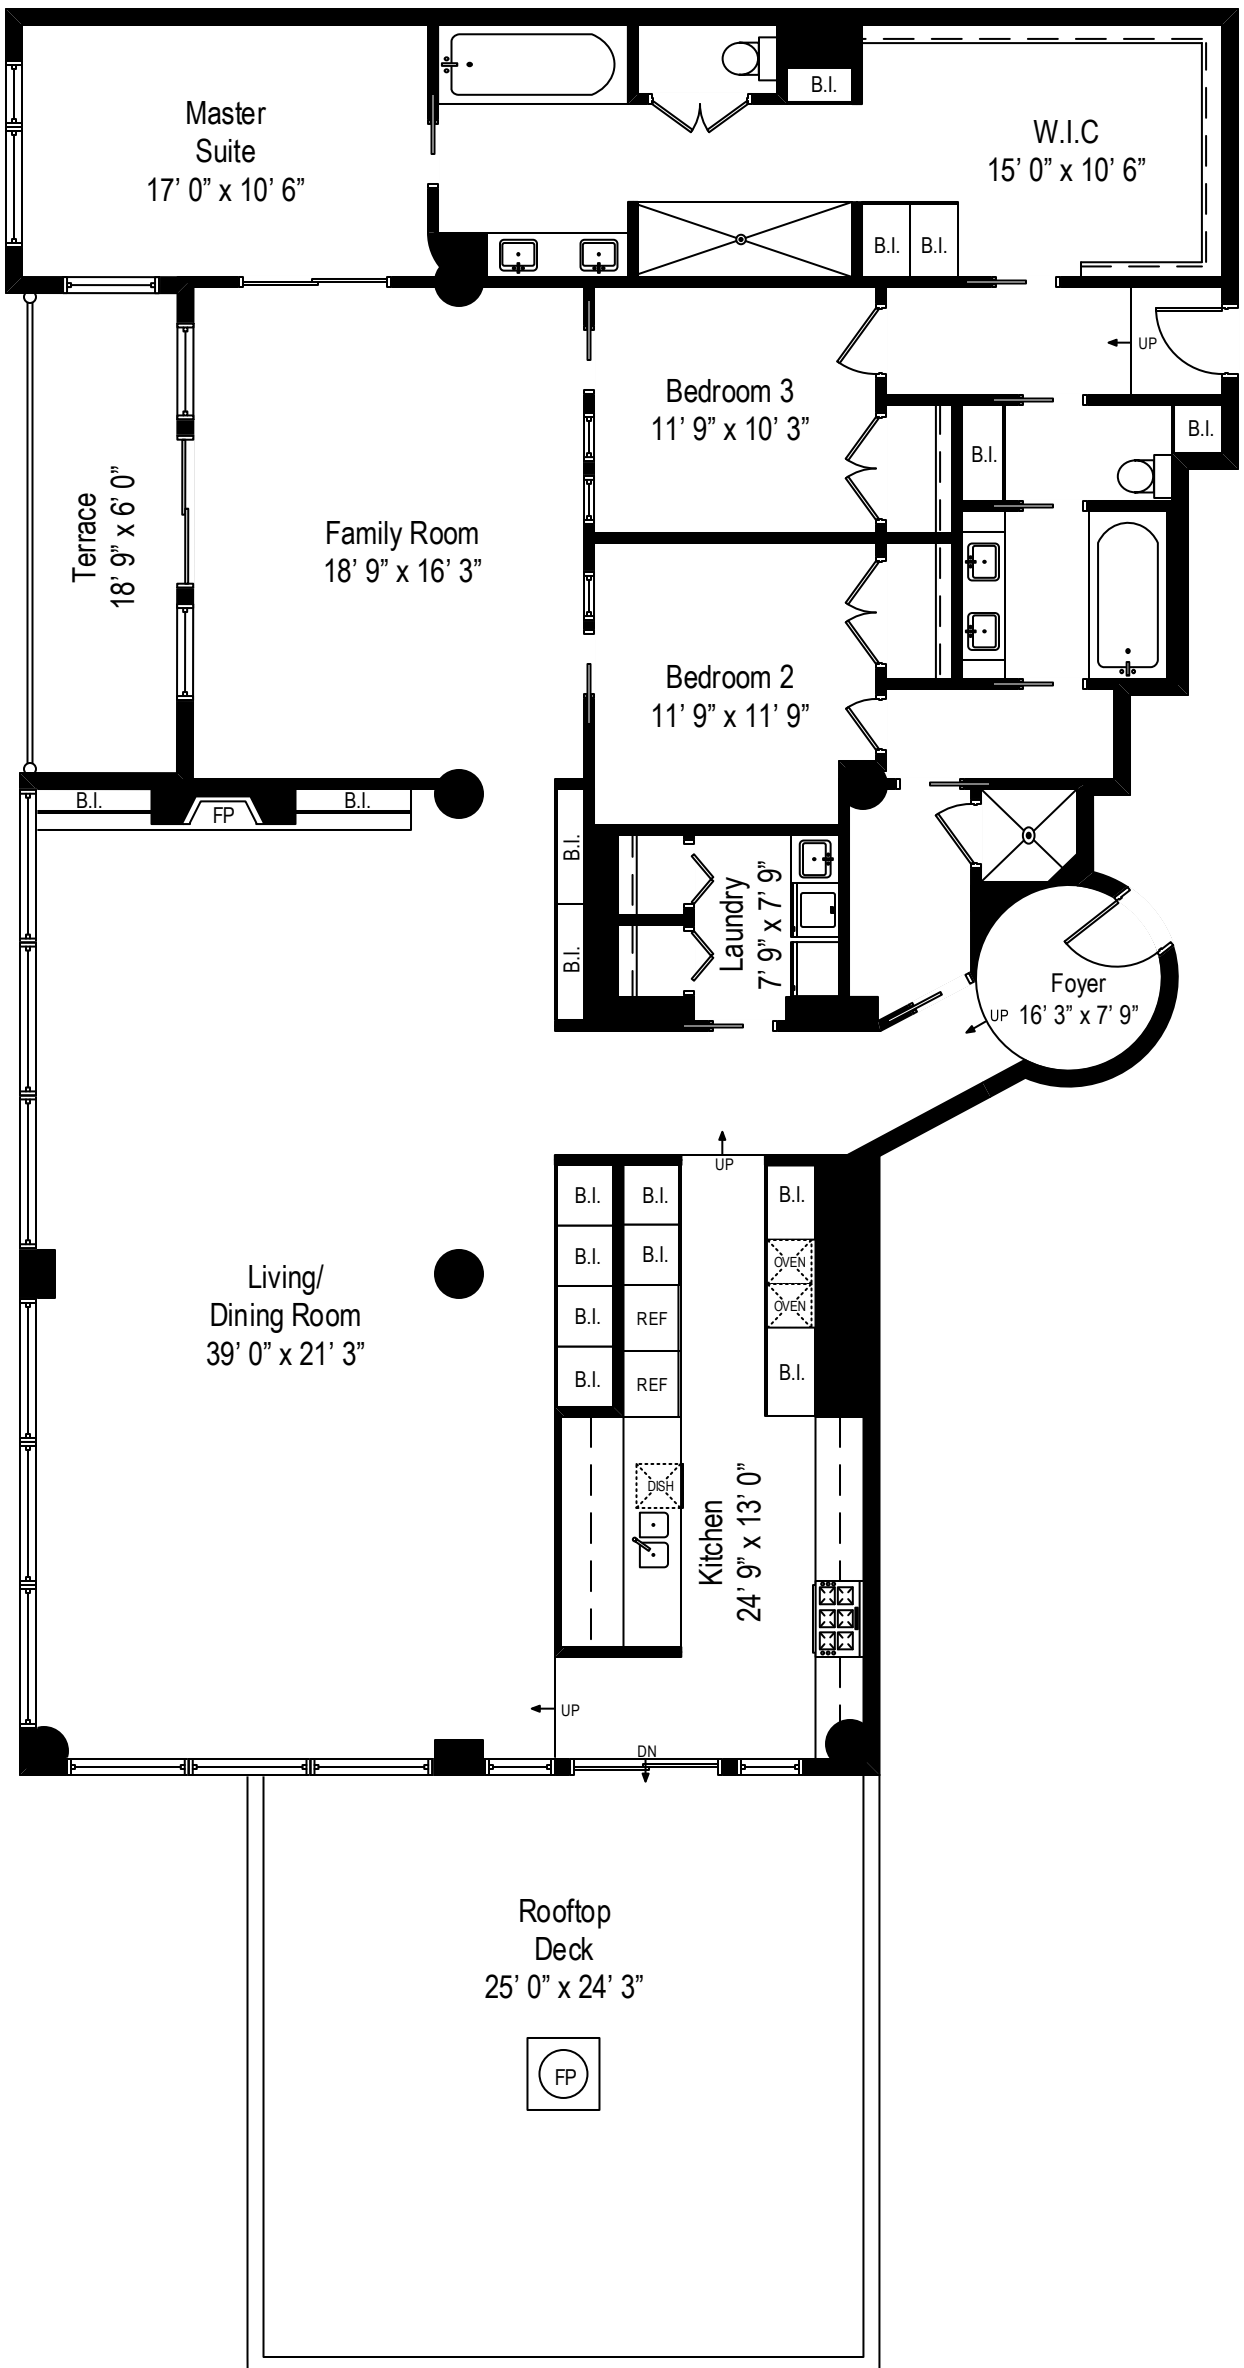 B.I.
Master
Suite
17’ 0” x 10’ 6”
W.I.C
15’ 0” x 10’ 6”
B.I.
B.I.
UP
Bedroom 3
11’ 9” x 10’ 3”
B.I.
B.I.
Terrace
18’ 9” x 6’ 0”
Family Room
18’ 9” x 16’ 3”
Bedroom 2
11’ 9” x 11’ 9”
B.I.
FP
B.I.
B.I.
B.I.
Laundry
7’ 9” x 7’ 9”
Foyer
16’ 3” x 7’ 9”
UP
UP
B.I.
B.I.
B.I.
B.I.
B.I.
OVEN
Living/
Dining Room
39’ 0” x 21’ 3”
B.I.
REF
OVEN
B.I.
REF
B.I.
DISH
Kitchen
24’ 9” x 13’ 0”
UP
DN
Rooftop
Deck
25’ 0” x 24’ 3”
FP